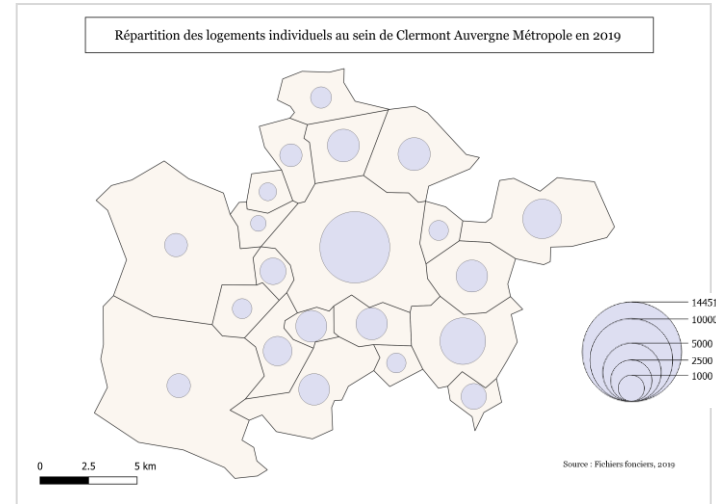 Répartition des logements individuels au sein de Clermont Auvergne Métropole en 2019
14451
10000
5000
2500
1000
0 2.5 5 km
Source : Fichiers fonciers, 2019